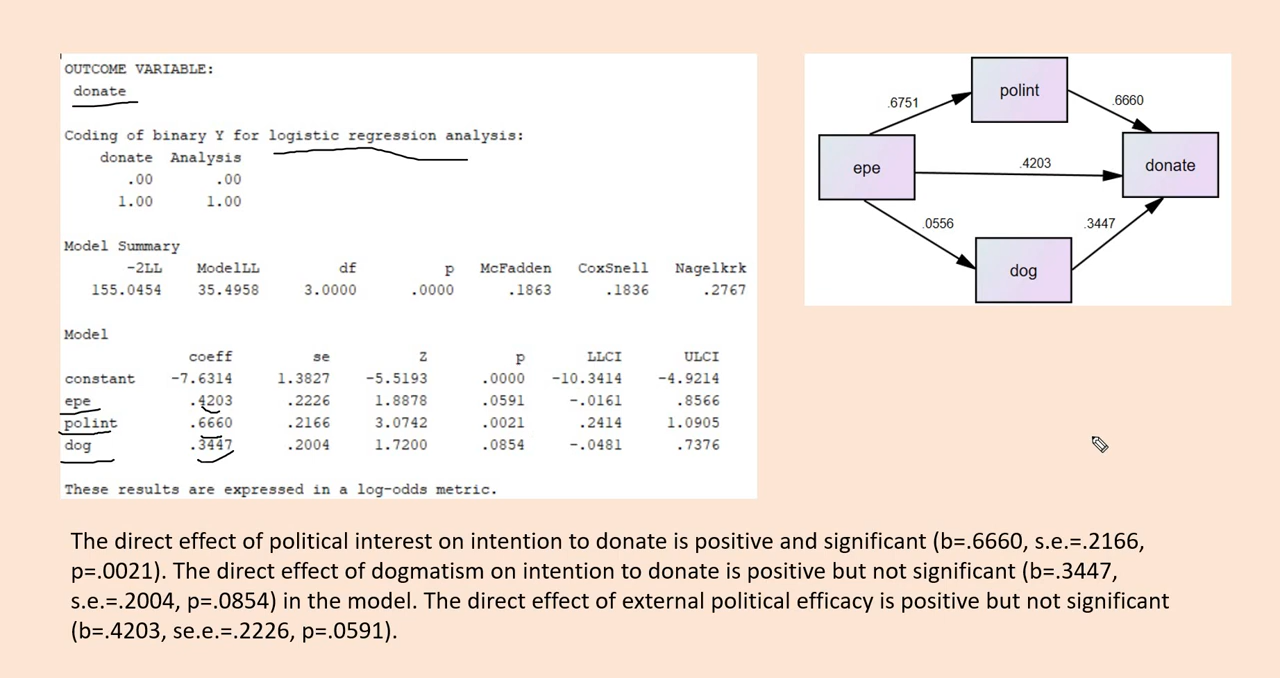 OUTCOME VARIABLE:
donate
Coding of binary Y for logistic regression analysis:
donate Analysis
.00 .00
1.00 1.00
Model Summary
-2LL ModelLL df p McFadden CoxSnell Nagelkrk
155.0454 35.4958 3.0000 .0000 .1863 .1836 .2767
Model
coeff se Z p LLCI ULCI
constant -7.6314 1.3827 -5.5193 .0000 -10.3414 -4.9214
epe .4203 .2226 1.8878 .0591 -.0161 .8566
polint .6660 .2166 3.0742 .0021 .2414 1.0905
dog .3447 .2004 1.7200 .0854 -.0481 .7376
These results are expressed in a log-odds metric.
polint
.6751
.6660
epe
.4203
donate
.0556
.3447
dog
The direct effect of political interest on intention to donate is positive and significant (b=.6660, s.e.=.2166,
p=.0021). The direct effect of dogmatism on intention to donate is positive but not significant (b=.3447,
s.e.=.2004, p=.0854) in the model. The direct effect of external political efficacy is positive but not significant
(b=.4203, se.e.=.2226, p=.0591).